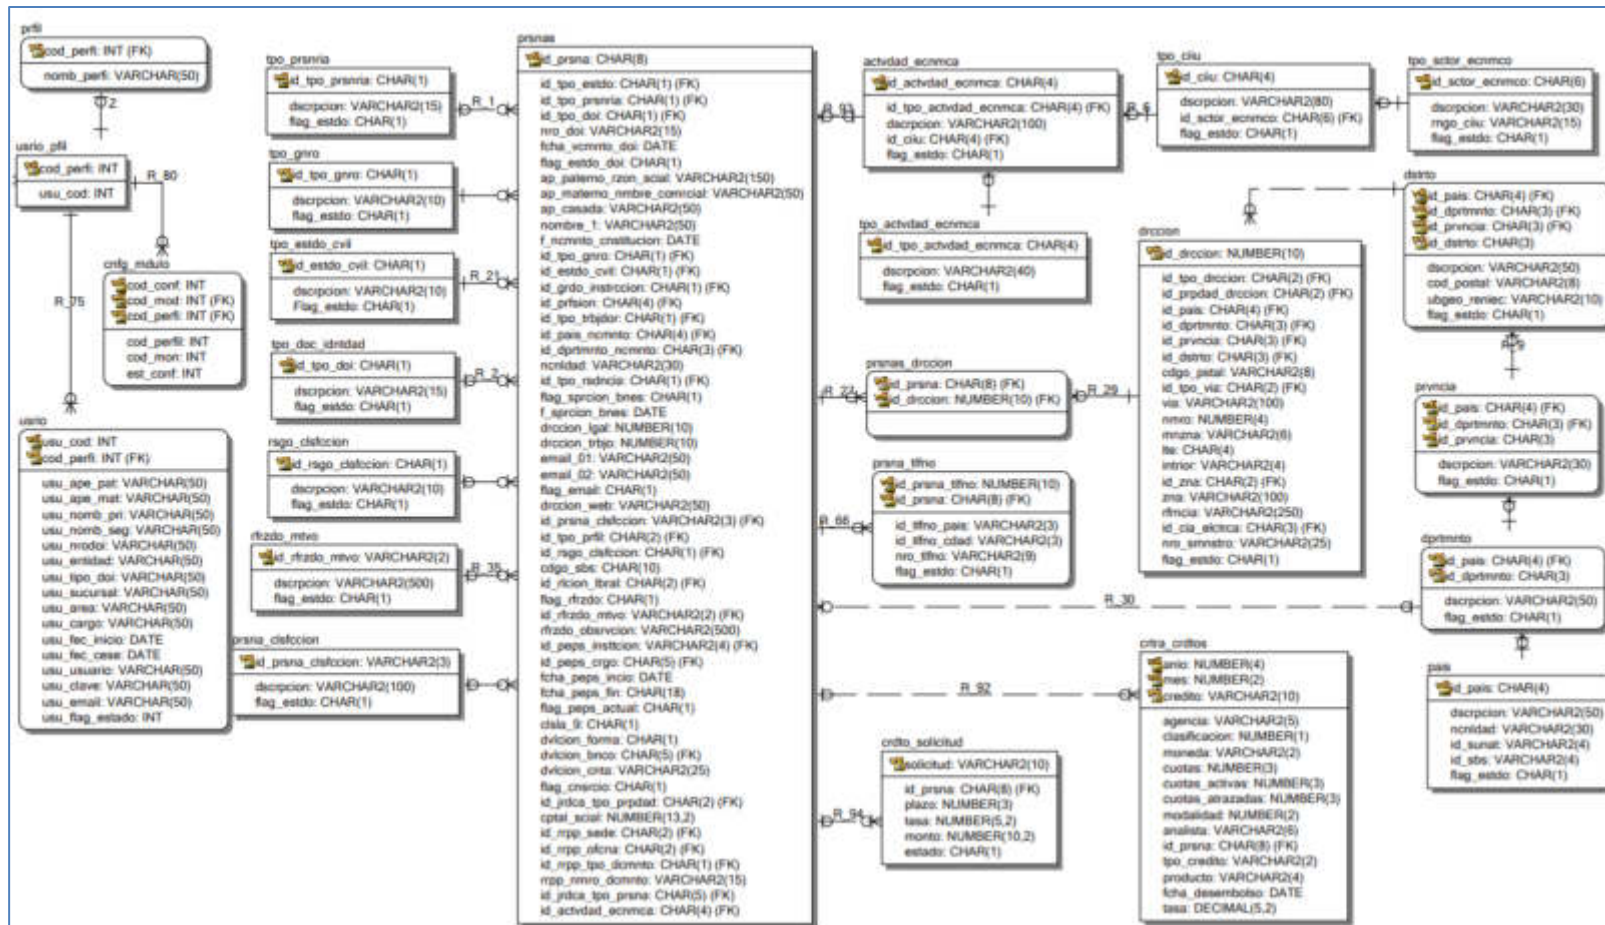 prfil
cod_perfi: INT (FK)
nomb_perfi: VARCHAR(50)
Z
usrio_pfil
cod_perfi: INT
usu_cod: INT
R_80
R_75
cnfg_mdulo
cod_conf: INT
cod_mod: INT (FK)
cod_perfi: INT (FK)
cod_perfil: INT
cod_mon: INT
est_conf: INT
usrio
usu_cod: INT
cod_perfi: INT (FK)
usu_ape_pat: VARCHAR(50)
usu_ape_mat: VARCHAR(50)
usu_nomb_pri: VARCHAR(50)
usu_nomb_seg: VARCHAR(50)
usu_nrodoi: VARCHAR(50)
usu_entidad: VARCHAR(50)
usu_tipo_doi: VARCHAR(50)
usu_sucursal: VARCHAR(50)
usu_area: VARCHAR(50)
usu_cargo: VARCHAR(50)
usu_fec_inicio: DATE
usu_fec_cese: DATE
usu_usuario: VARCHAR(50)
usu_clave: VARCHAR(50)
usu_email: VARCHAR(50)
usu_flag_estado: INT
tpo_prsnria
id_tpo_prsnria: CHAR(1)
dscrpcion: VARCHAR2(15)
flag_estdo: CHAR(1)
R_1
tpo_gnro
id_tpo_gnro: CHAR(1)
dscrpcion: VARCHAR2(10)
flag_estdo: CHAR(1)
tpo_estdo_cvil
id_estdo_cvil: CHAR(1)
dscrpcion: VARCHAR2(10)
Flag_estdo: CHAR(1)
R_21
tpo_doc_idntdad
id_tpo_doi: CHAR(1)
dscrpcion: VARCHAR2(15)
flag_estdo: CHAR(1)
R_2
rsgo_clsfccion
id_rsgo_clsfccion: CHAR(1)
dscrpcion: VARCHAR2(10)
flag_estdo: CHAR(1)
rfrzdo_mtvo
id_rfrzdo_mtvo: VARCHAR2(2)
dscrpcion: VARCHAR2(500)
flag_estdo: CHAR(1)
R_35
prsna_clsfccion
id_prsna_clsfccion: VARCHAR2(3)
dscrpcion: VARCHAR2(100)
flag_estdo: CHAR(1)
prsnas
id_prsna: CHAR(8)
id_tpo_estdo: CHAR(1) (FK)
id_tpo_prsnria: CHAR(1) (FK)
id_tpo_doi: CHAR(1) (FK)
nro_doi: VARCHAR2(15)
fcha_vcmnto_doi: DATE
flag_estdo_doi: CHAR(1)
ap_paterno_rzon_scial: VARCHAR2(150)
ap_materno_nmbre_comrcial: VARCHAR2(50)
ap_casada: VARCHAR2(50)
nombre_1: VARCHAR2(50)
f_ncmnto_cnstitucion: DATE
id_tpo_gnro: CHAR(1) (FK)
id_estdo_cvil: CHAR(1) (FK)
id_grdo_instrccion: CHAR(1) (FK)
id_prfsion: CHAR(4) (FK)
id_tpo_trbjdor: CHAR(1) (FK)
id_pais_ncmnto: CHAR(4) (FK)
id_dprtmnto_ncmnto: CHAR(3) (FK)
ncnldad: VARCHAR2(30)
id_tpo_rsdncia: CHAR(1) (FK)
flag_sprcion_bnes: CHAR(1)
f_sprcion_bnes: DATE
drccion_lgal: NUMBER(10)
drccion_trbjo: NUMBER(10)
email_01: VARCHAR2(50)
email_02: VARCHAR2(50)
flag_email: CHAR(1)
drccion_web: VARCHAR2(50)
id_prsna_clsfccion: VARCHAR2(3) (FK)
id_tpo_prfil: CHAR(2) (FK)
id_rsgo_clsfccion: CHAR(1) (FK)
cdgo_sbs: CHAR(10)
id_rlcion_lbral: CHAR(2) (FK)
flag_rfrzdo: CHAR(1)
id_rfrzdo_mtvo: VARCHAR2(2) (FK)
rfrzdo_obsrvcion: VARCHAR2(500)
id_peps_insttcion: VARCHAR2(4) (FK)
id_peps_crgo: CHAR(5) (FK)
fcha_peps_incio: DATE
fcha_peps_fin: CHAR(18)
flag_peps_actual: CHAR(1)
clsla_9: CHAR(1)
dvlcion_forma: CHAR(1)
dvlcion_bnco: CHAR(5) (FK)
dvlcion_cnta: VARCHAR2(25)
flag_cnsrcio: CHAR(1)
id_jrdca_tpo_prpdad: CHAR(2) (FK)
cptal_scial: NUMBER(13,2)
id_rrpp_sede: CHAR(2) (FK)
id_rrpp_ofcna: CHAR(2) (FK)
id_rrpp_tpo_dcmnto: CHAR(1) (FK)
rrpp_nmro_dcmnto: VARCHAR2(15)
id_jrdca_tpo_prsna: CHAR(5) (FK)
id_actvdad_ecnmca: CHAR(4) (FK)
R_93
actvdad_ecnmca
id_actvdad_ecnmca: CHAR(4)
id_tpo_actvdad_ecnmca: CHAR(4) (FK)
dscrpcion: VARCHAR2(100)
id_ciiu: CHAR(4) (FK)
flag_estdo: CHAR(1)
R_6
tpo_actvdad_ecnmca
id_tpo_actvdad_ecnmca: CHAR(4)
dscrpcion: VARCHAR2(40)
flag_estdo: CHAR(1)
tpo_ciiu
id_ciiu: CHAR(4)
dscrpcion: VARCHAR2(80)
id_sctor_ecnmco: CHAR(6) (FK)
flag_estdo: CHAR(1)
tpo_sctor_ecnmco
id_sctor_ecnmco: CHAR(6)
dscrpcion: VARCHAR2(30)
rngo_ciiu: VARCHAR2(15)
flag_estdo: CHAR(1)
R_22
prsnas_drccion
id_prsna: CHAR(8) (FK)
id_drccion: NUMBER(10) (FK)
R_29
R_66
prsna_tlfno
id_prsna_tlfno: NUMBER(10)
id_prsna: CHAR(8) (FK)
id_tlfno_pais: VARCHAR2(3)
id_tlfno_cdad: VARCHAR2(3)
nro_tlfno: VARCHAR2(9)
flag_estdo: CHAR(1)
drccion
id_drccion: NUMBER(10)
id_tpo_drccion: CHAR(2) (FK)
id_prpdad_drccion: CHAR(2) (FK)
id_pais: CHAR(4) (FK)
id_dprtmnto: CHAR(3) (FK)
id_prvncia: CHAR(3) (FK)
id_dstrto: CHAR(3) (FK)
cdgo_pstal: VARCHAR2(8)
id_tpo_via: CHAR(2) (FK)
via: VARCHAR2(100)
nmro: NUMBER(4)
mnzna: VARCHAR2(6)
lte: CHAR(4)
intrior: VARCHAR2(4)
id_zna: CHAR(2) (FK)
zna: VARCHAR2(100)
rfrncia: VARCHAR2(250)
id_cia_elctrca: CHAR(3) (FK)
nro_smnstro: VARCHAR2(25)
flag_estdo: CHAR(1)
dstrto
id_pais: CHAR(4) (FK)
id_dprtmnto: CHAR(3) (FK)
id_prvncia: CHAR(3) (FK)
id_dstrto: CHAR(3)
dscrpcion: VARCHAR2(50)
cod_postal: VARCHAR2(8)
ubgeo_reniec: VARCHAR2(10)
flag_estdo: CHAR(1)
prvncia
id_pais: CHAR(4) (FK)
id_dprtmnto: CHAR(3) (FK)
id_prvncia: CHAR(3)
dscrpcion: VARCHAR2(30)
flag_estdo: CHAR(1)
dprtmnto
id_pais: CHAR(4) (FK)
id_dprtmnto: CHAR(3)
dscrpcion: VARCHAR2(50)
flag_estdo: CHAR(1)
R_30
pais
id_pais: CHAR(4)
dscrpcion: VARCHAR2(50)
ncnldad: VARCHAR2(30)
id_sunat: VARCHAR2(4)
id_sbs: VARCHAR2(4)
flag_estdo: CHAR(1)
R_92
crtra_crdtos
anio: NUMBER(4)
mes: NUMBER(2)
credito: VARCHAR2(10)
agencia: VARCHAR2(5)
clasificacion: NUMBER(1)
moneda: VARCHAR2(2)
cuotas: NUMBER(3)
cuotas_activas: NUMBER(3)
cuotas_atrazadas: NUMBER(3)
modalidad: NUMBER(2)
analista: VARCHAR2(6)
id_prsna: CHAR(8) (FK)
tpo_credito: VARCHAR2(2)
producto: VARCHAR2(4)
fcha_desembolso: DATE
tasa: DECIMAL(5,2)
R_94
crdto_solicitud
solicitud: VARCHAR2(10)
id_prsna: CHAR(8) (FK)
plazo: NUMBER(3)
tasa: NUMBER(5,2)
monto: NUMBER(10,2)
estado: CHAR(1)